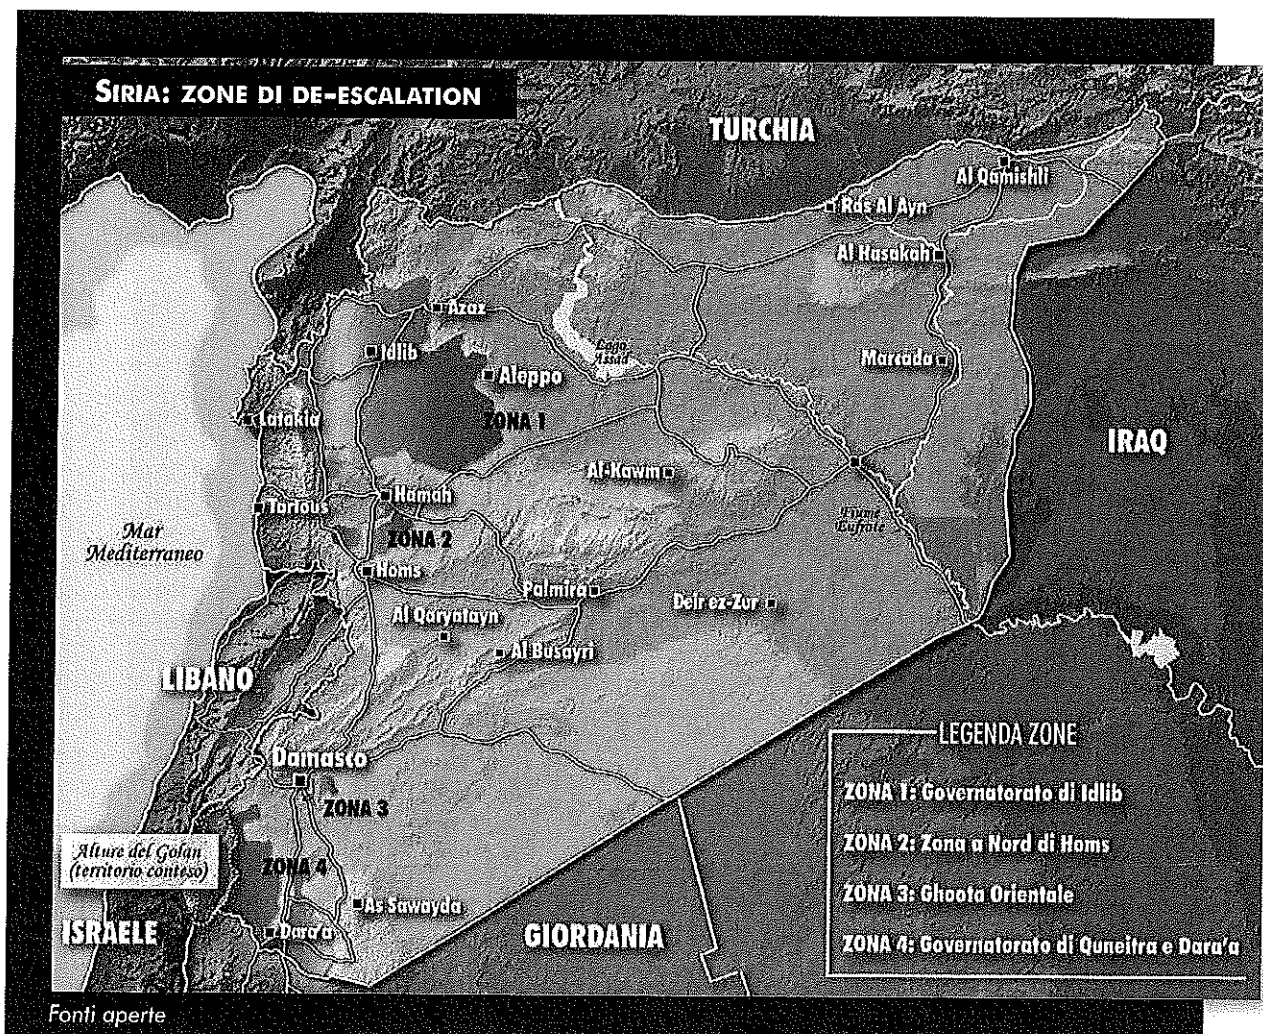 SIRIA: ZONE DI DE-ESCALATION
TURCHIA
Al Qamishli
Ras Al Ayn
Al Hasakah
Azaz
Idlib
Lago
Assad
Marcada
Aleppo
Latakia
ZONA 1
IRAQ
Al-Kawm
Hamah
Tartous
Fiume
Eufrate
Mar
Mediterraneo
ZONA 2
Homs
Palmira
Deir ez-Zur
Al Qaryatayn
Al Busayri
LIBANO
Damasco
ZONA 3
Alture del Golan
(territorio conteso)
ZONA 4
As Sawayda
ISRAELE
Dara'a
GIORDANIA
LEGENDA ZONE
ZONA 1: Governatorato di Idlib
ZONA 2: Zona a Nord di Homs
ZONA 3: Ghoota Orientale
ZONA 4: Governatorato di Quneitra e Dara'a
Fonti aperte